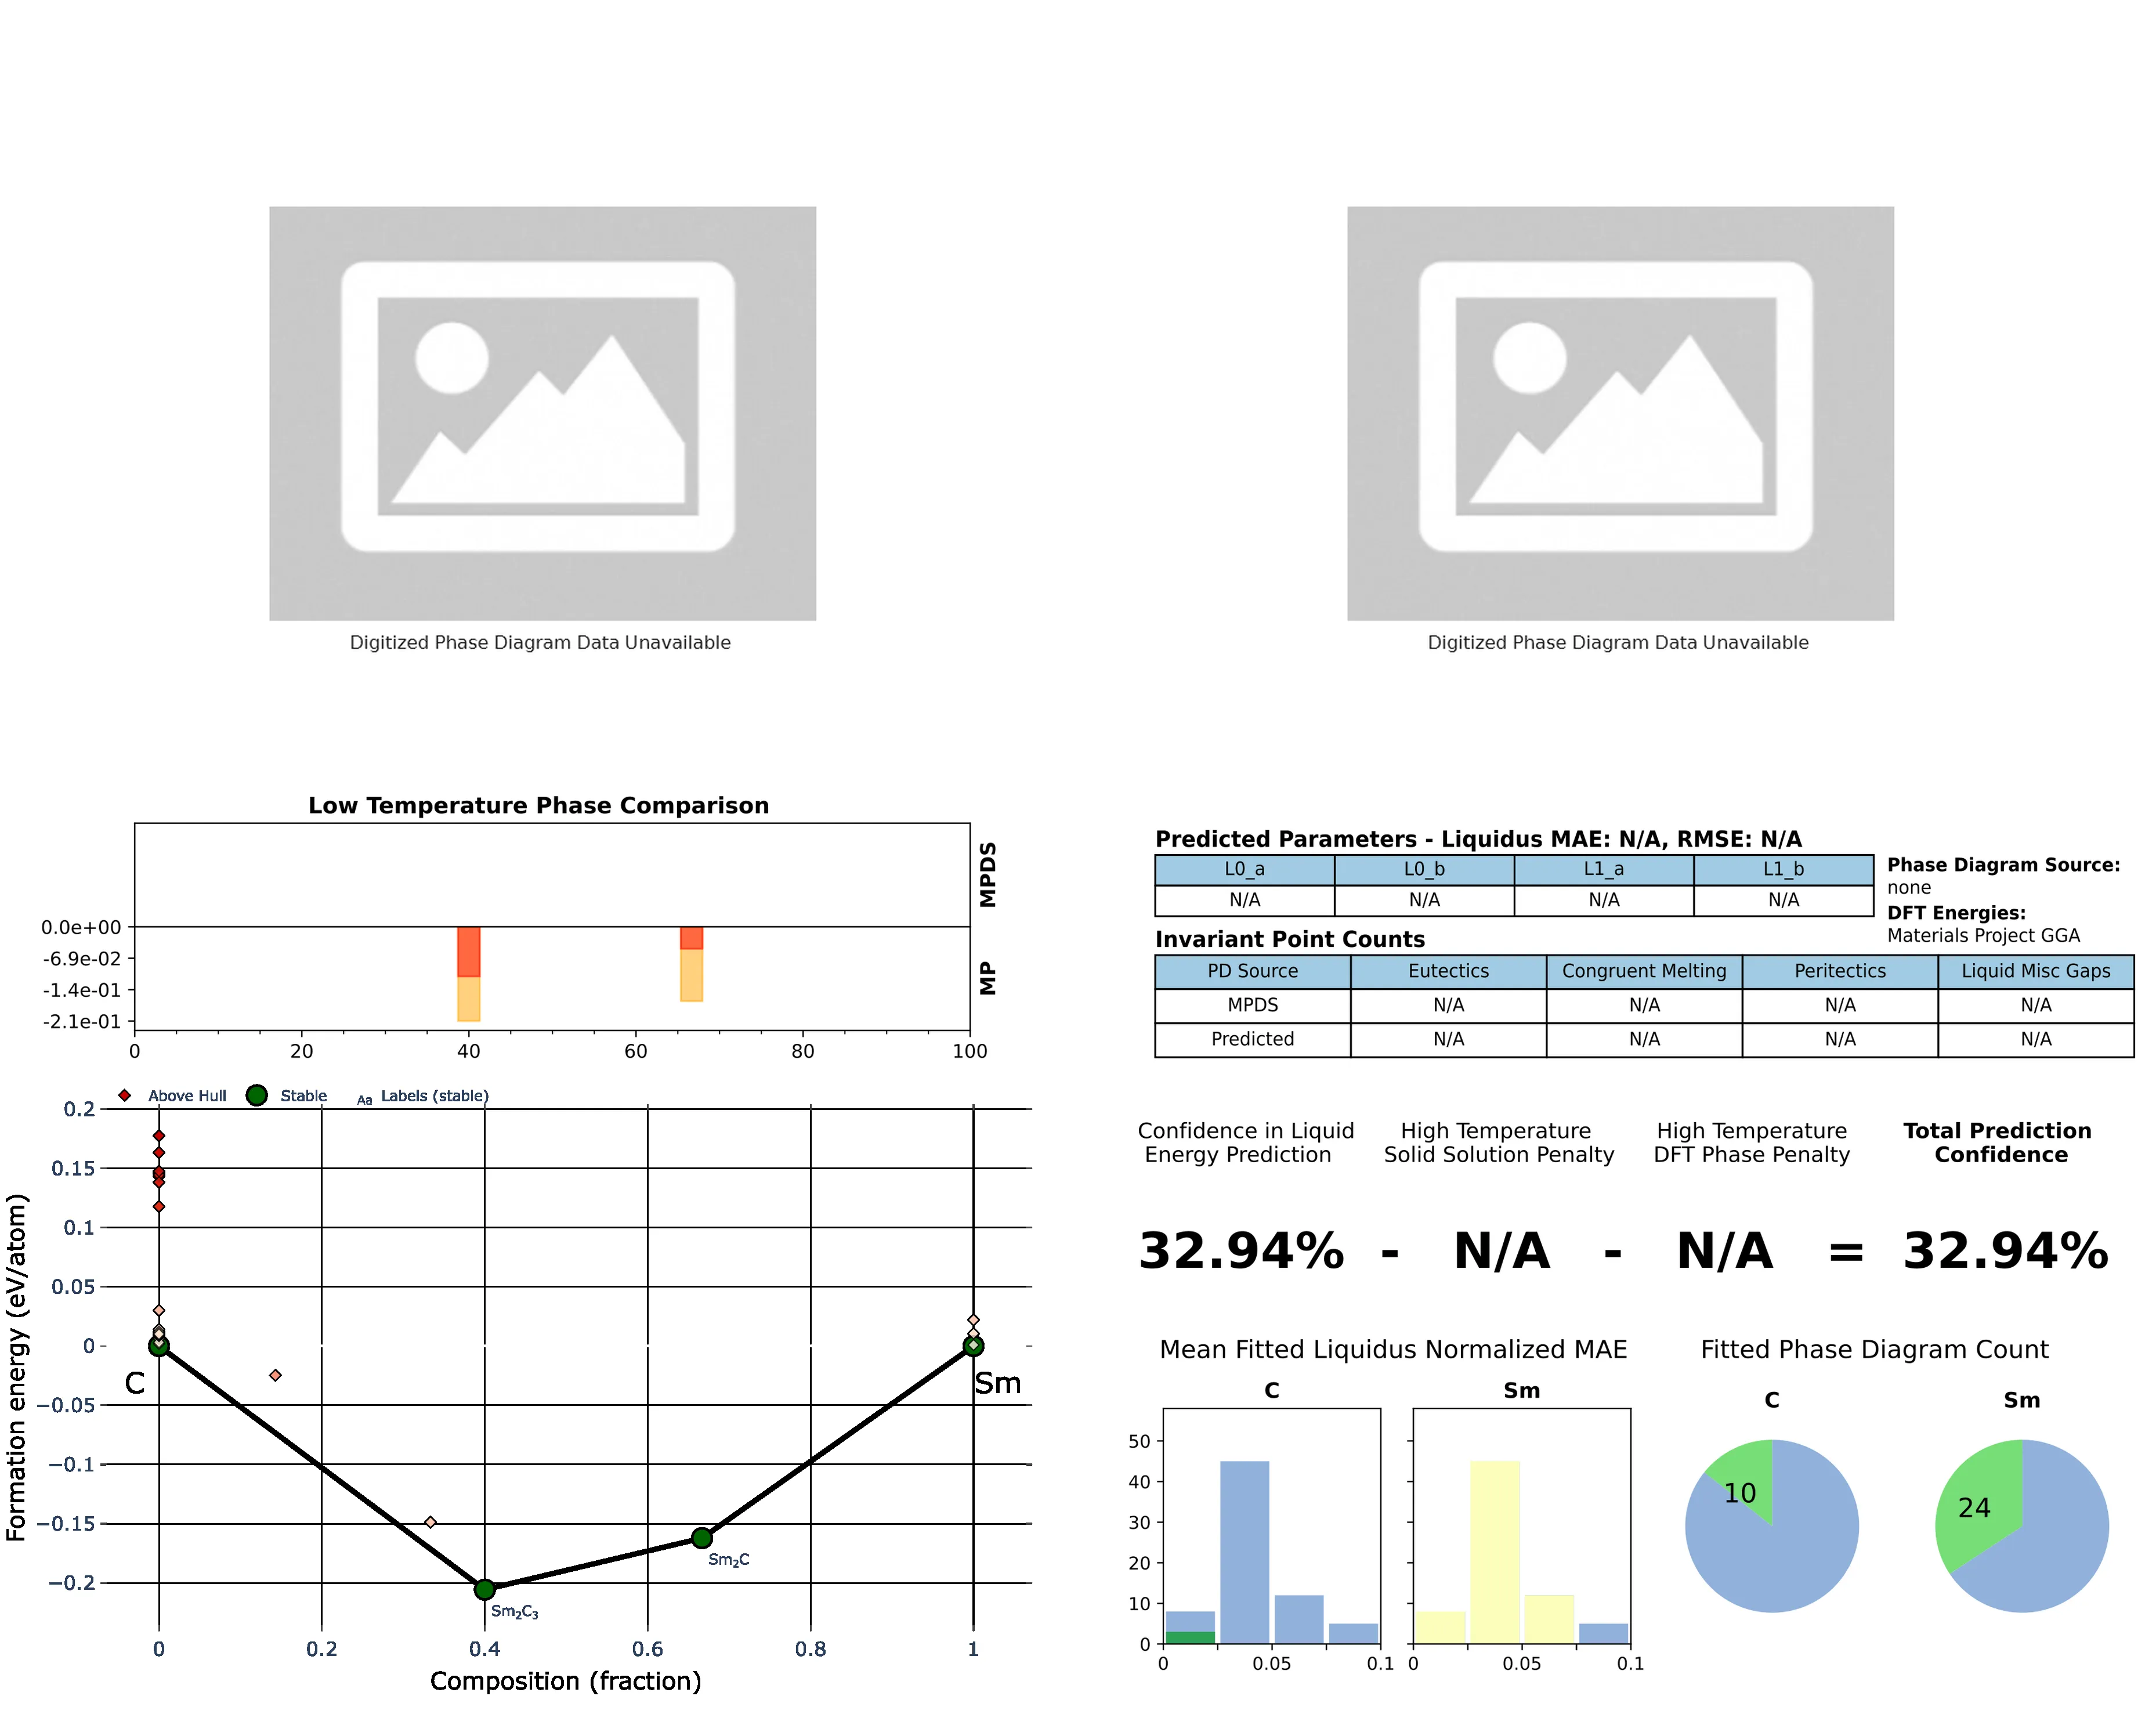 Digitized Phase Diagram Data Unavailable
Digitized Phase Diagram Data Unavailable
Low Temperature Phase Comparison
MPDS
MP
0.0e+00
-6.9e-02
-1.4e-01
-2.1e-01
0 20 40 60 80 100
Predicted Parameters - Liquidus MAE: N/A, RMSE: N/A
L0_a L0_b L1_a L1_b
N/A N/A N/A N/A
Phase Diagram Source:
none
DFT Energies:
Materials Project GGA
Invariant Point Counts
PD Source Eutectics Congruent Melting Peritectics Liquid Misc Gaps
MPDS N/A N/A N/A N/A
Predicted N/A N/A N/A N/A
Above Hull Stable Aa Labels (stable)
Formation energy (eV/atom)
0.2
0.15
0.1
0.05
0
−0.05
−0.1
−0.15
−0.2
C
Sm
Sm₂C
Sm₂C₃
0 0.2 0.4 0.6 0.8 1
Composition (fraction)
Confidence in Liquid
Energy Prediction
High Temperature
Solid Solution Penalty
High Temperature
DFT Phase Penalty
Total Prediction
Confidence
32.94% - N/A - N/A = 32.94%
Mean Fitted Liquidus Normalized MAE
C Sm
50
40
30
20
10
0
0 0.05 0.1 0 0.05 0.1
Fitted Phase Diagram Count
C Sm
10 24